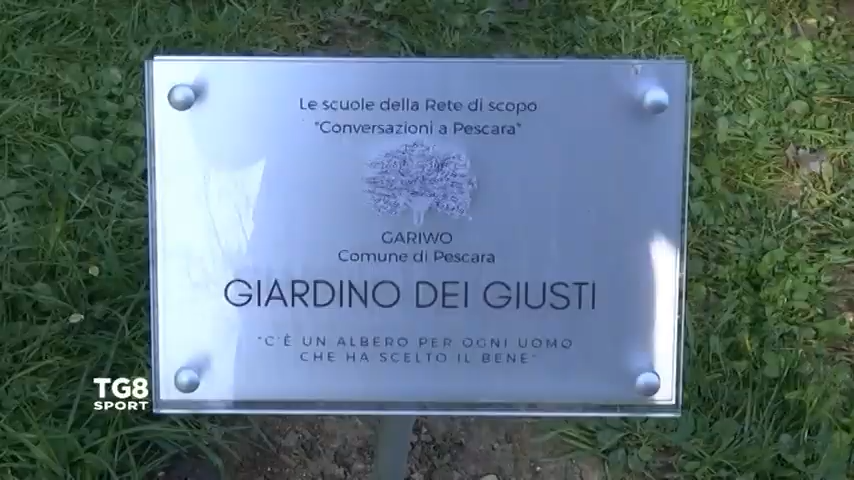 Le scuole della Rete di scopo
"Conversazioni a Pescara"
GARIWO
Comune di Pescara
GIARDINO DEI GIUSTI
"C'È UN ALBERO PER OGNI UOMO
CHE HA SCELTO IL BENE"
TG8
SPORT